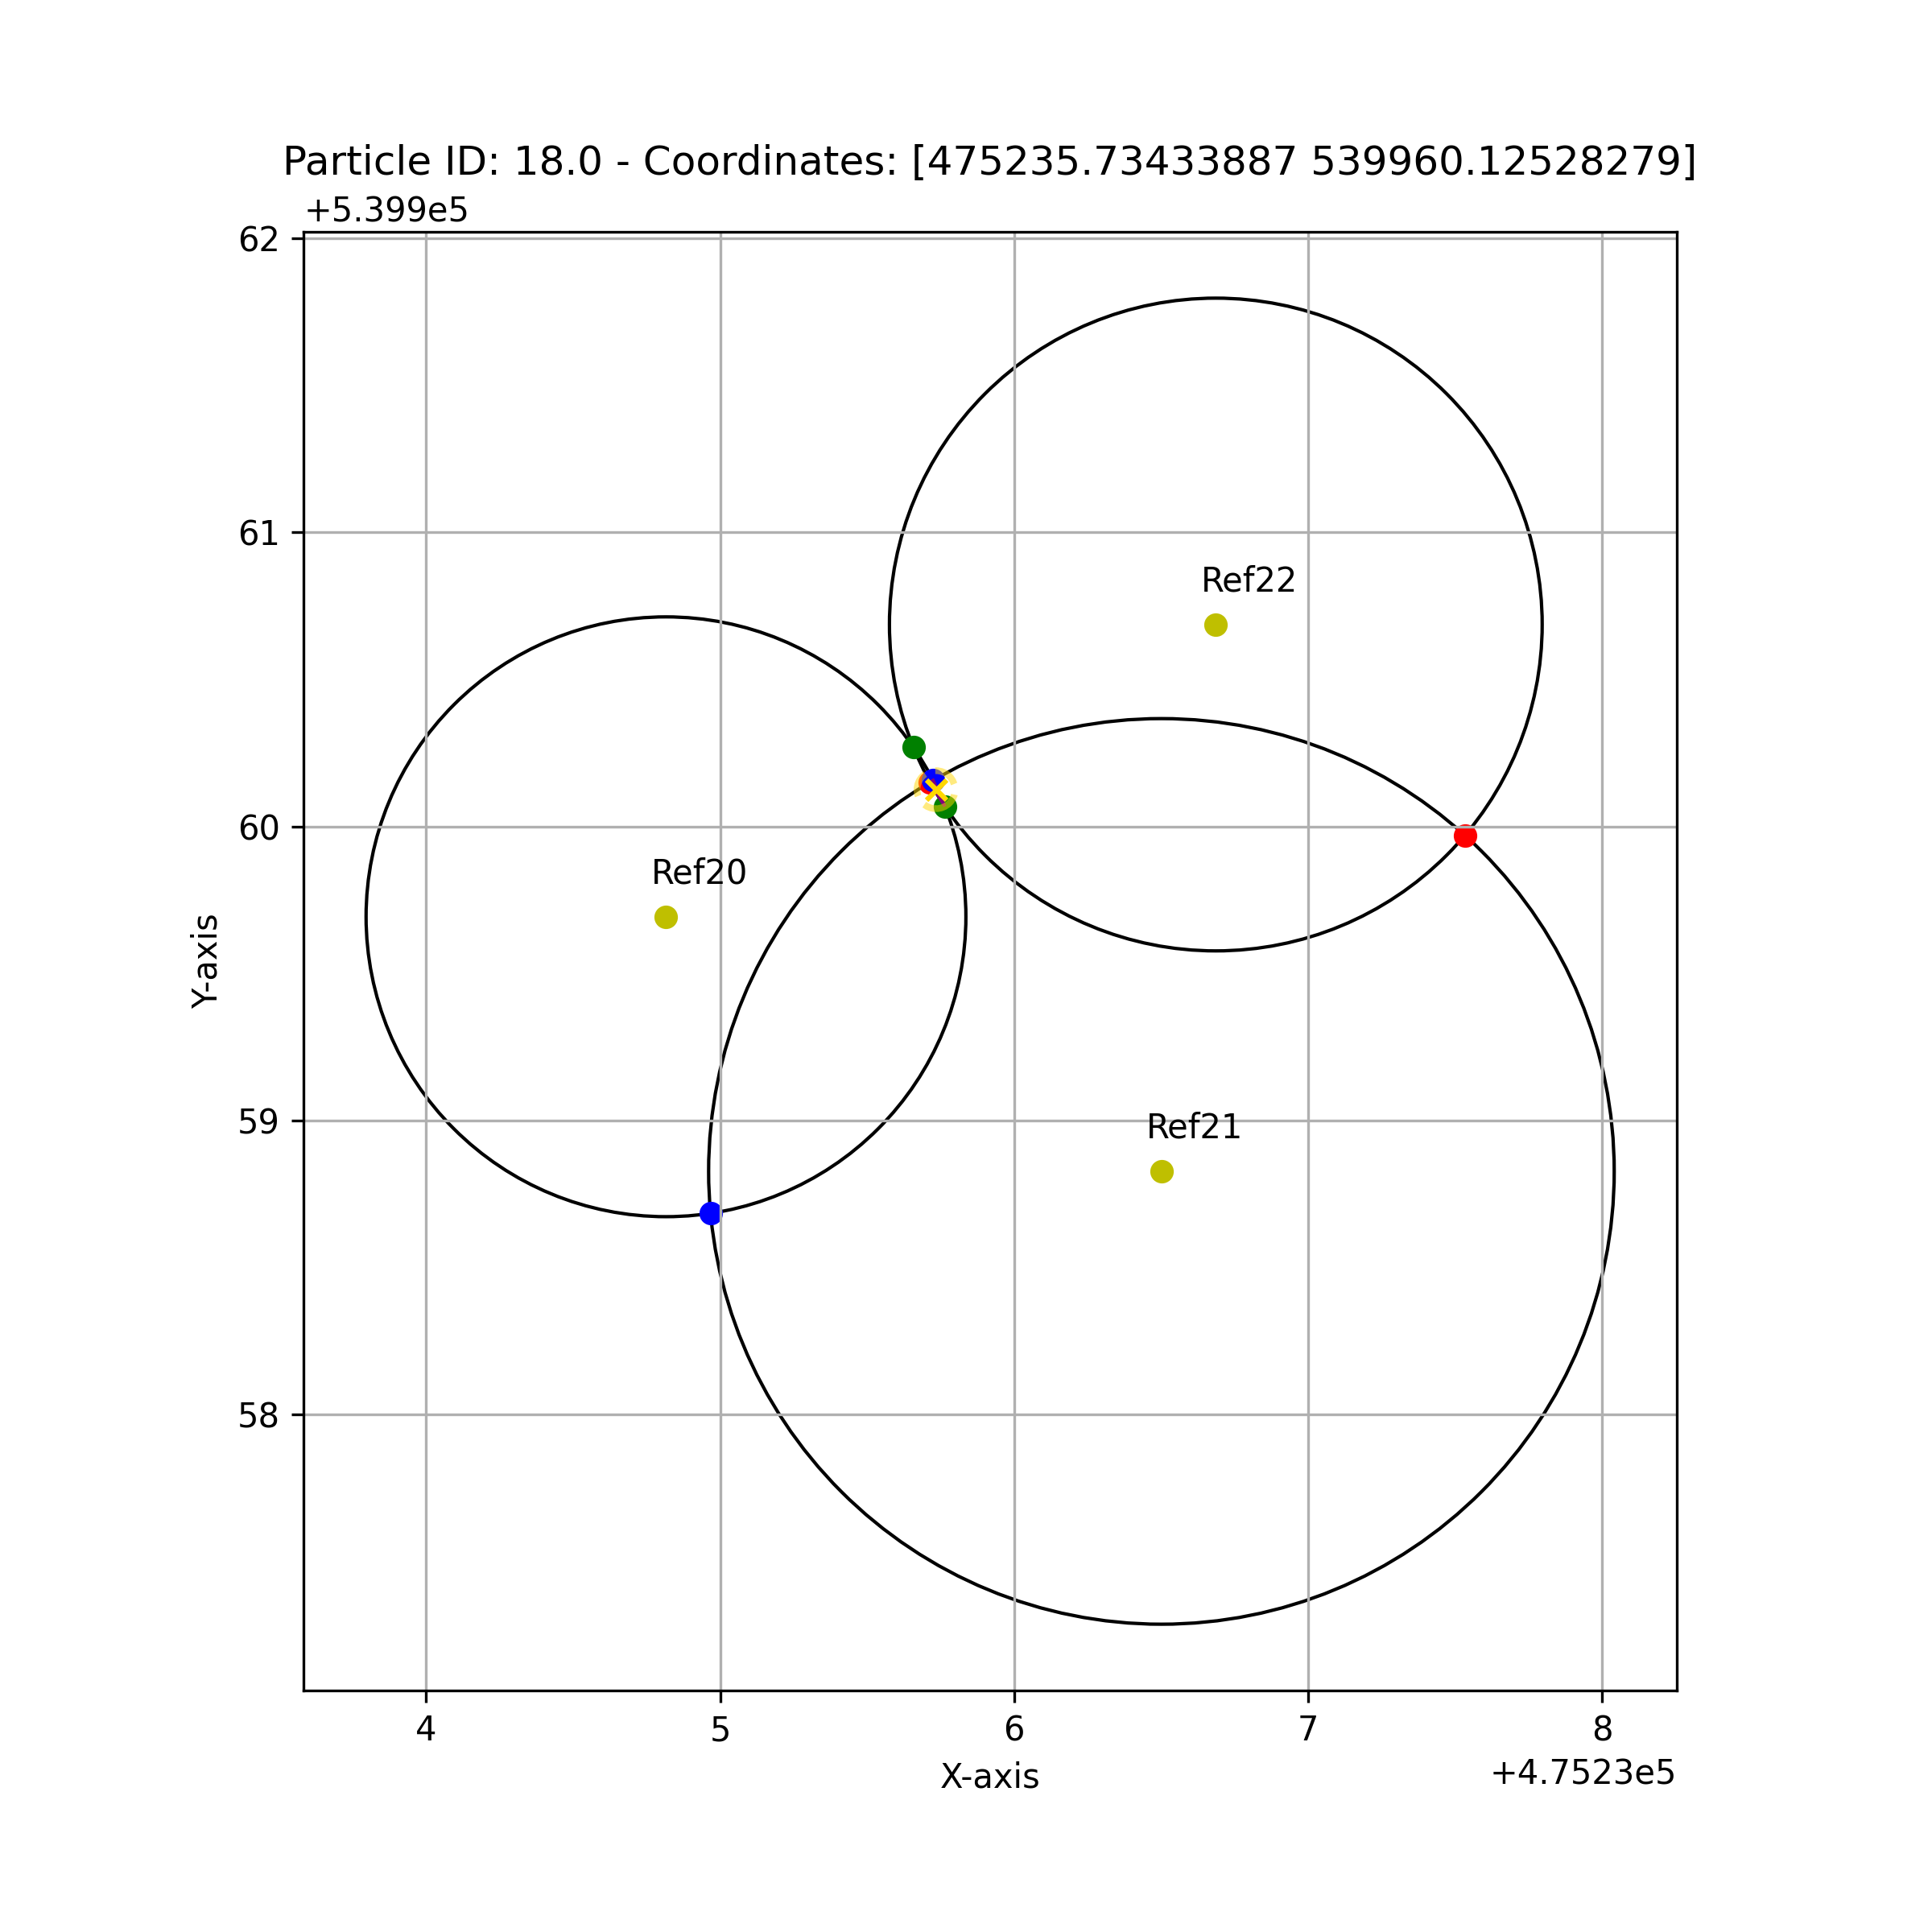 Particle ID: 18.0 - Coordinates: [475235.73433887 539960.12528279]
+5.399e5
62
61
Ref22
60
Ref20
Y-axis
59
Ref21
58
4 5 6 7 8
X-axis
+4.7523e5